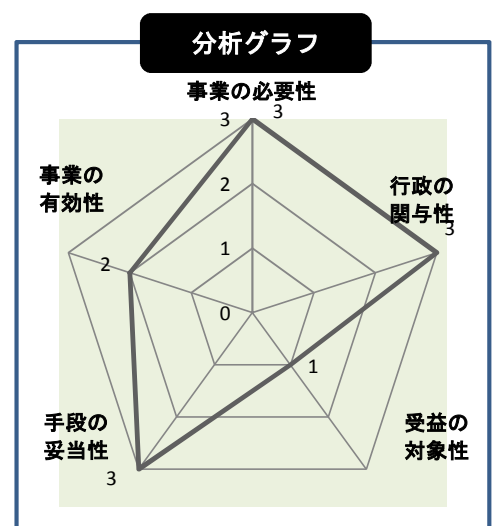 分析グラフ
事業の必要性
3
3
事業の
有効性
行政の
関与性
3
2
2
1
0
1
手段の
妥当性
3
受益の
対象性